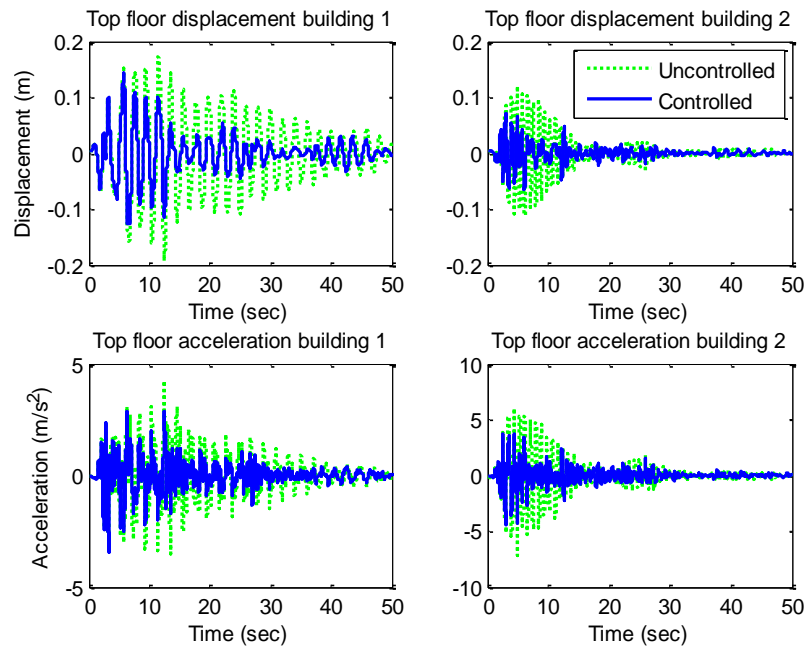 Top floor displacement building 1
Top floor displacement building 2
0.2
0.1
0
-0.1
-0.2
Displacement (m)
0 10 20 30 40 50
Time (sec)
0.2
0.1
0
-0.1
-0.2
Uncontrolled
Controlled
0 10 20 30 40 50
Time (sec)
Top floor acceleration building 1
Top floor acceleration building 2
5
0
-5
Acceleration (m/s²)
0 10 20 30 40 50
Time (sec)
10
5
0
-5
-10
0 10 20 30 40 50
Time (sec)